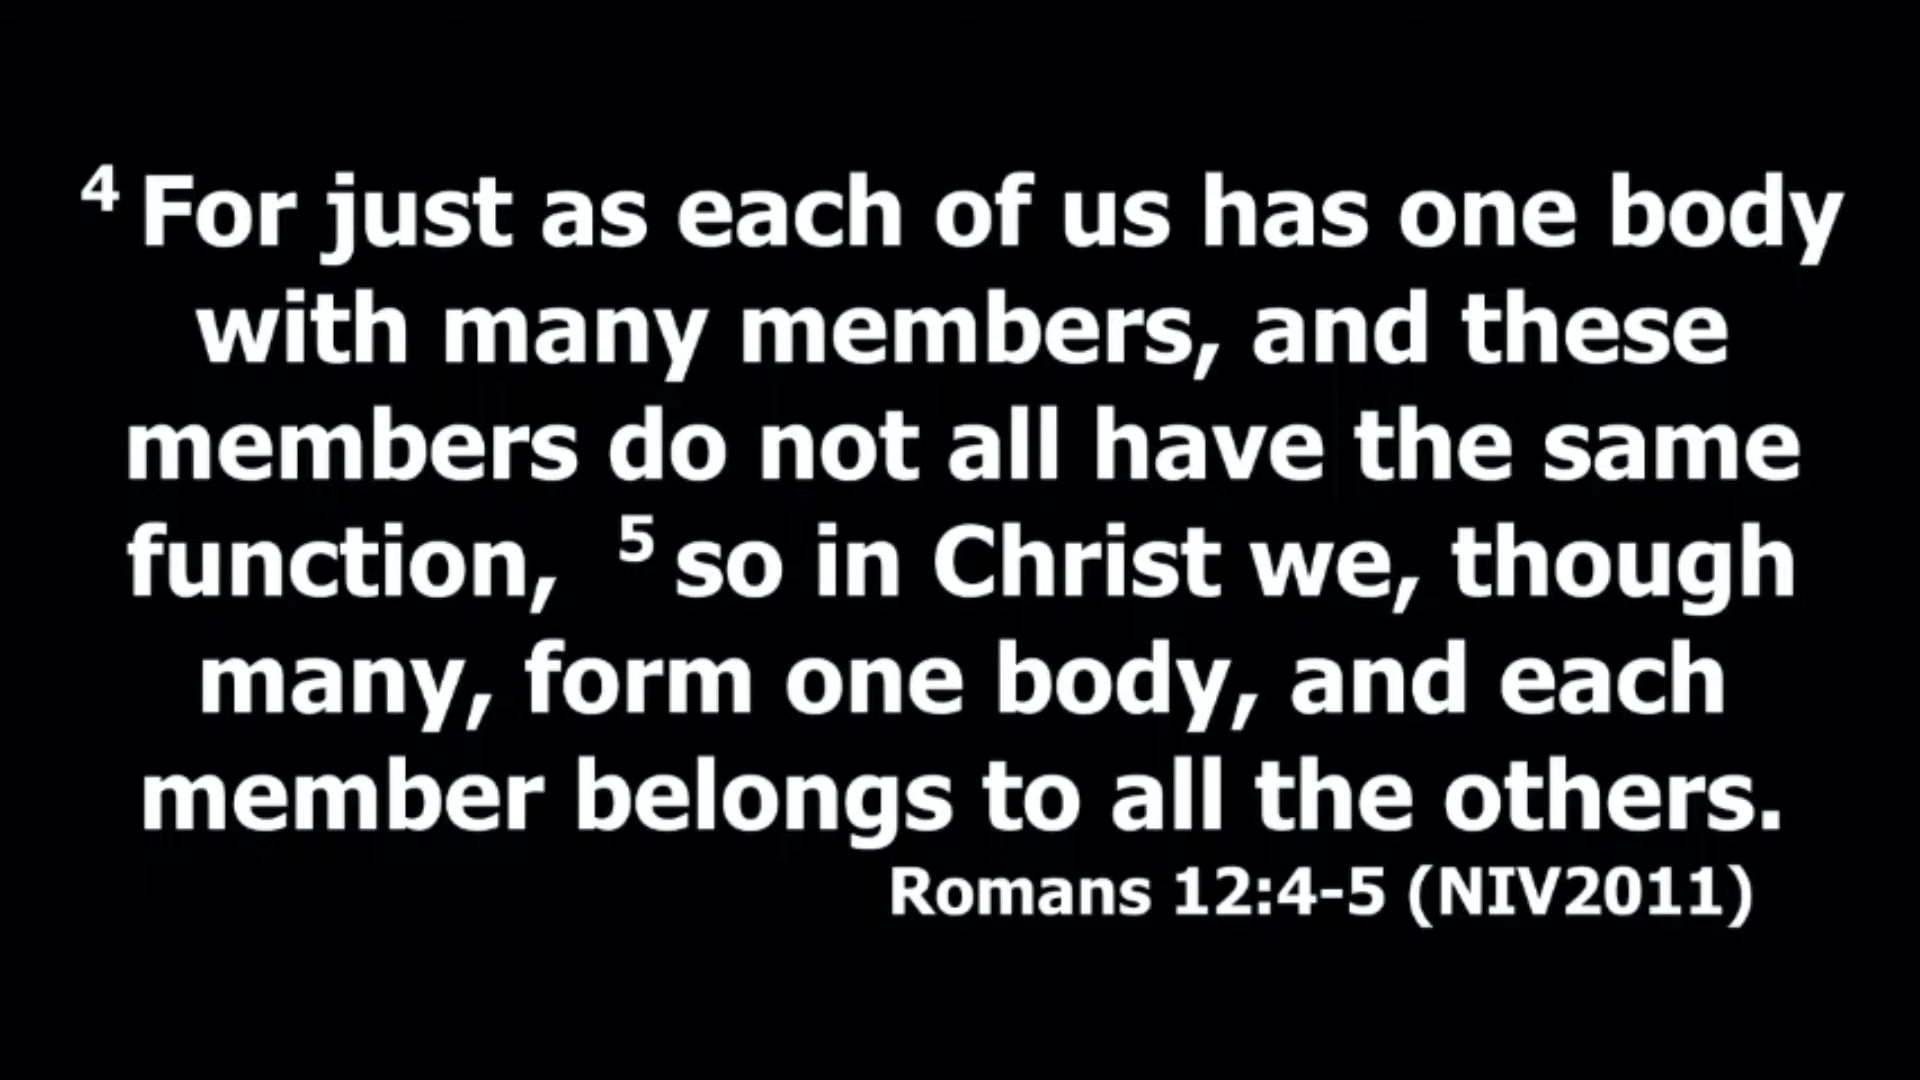 4 For just as each of us has one body
with many members, and these
members do not all have the same
function, 5 so in Christ we, though
many, form one body, and each
member belongs to all the others.
Romans 12:4-5 (NIV2011)